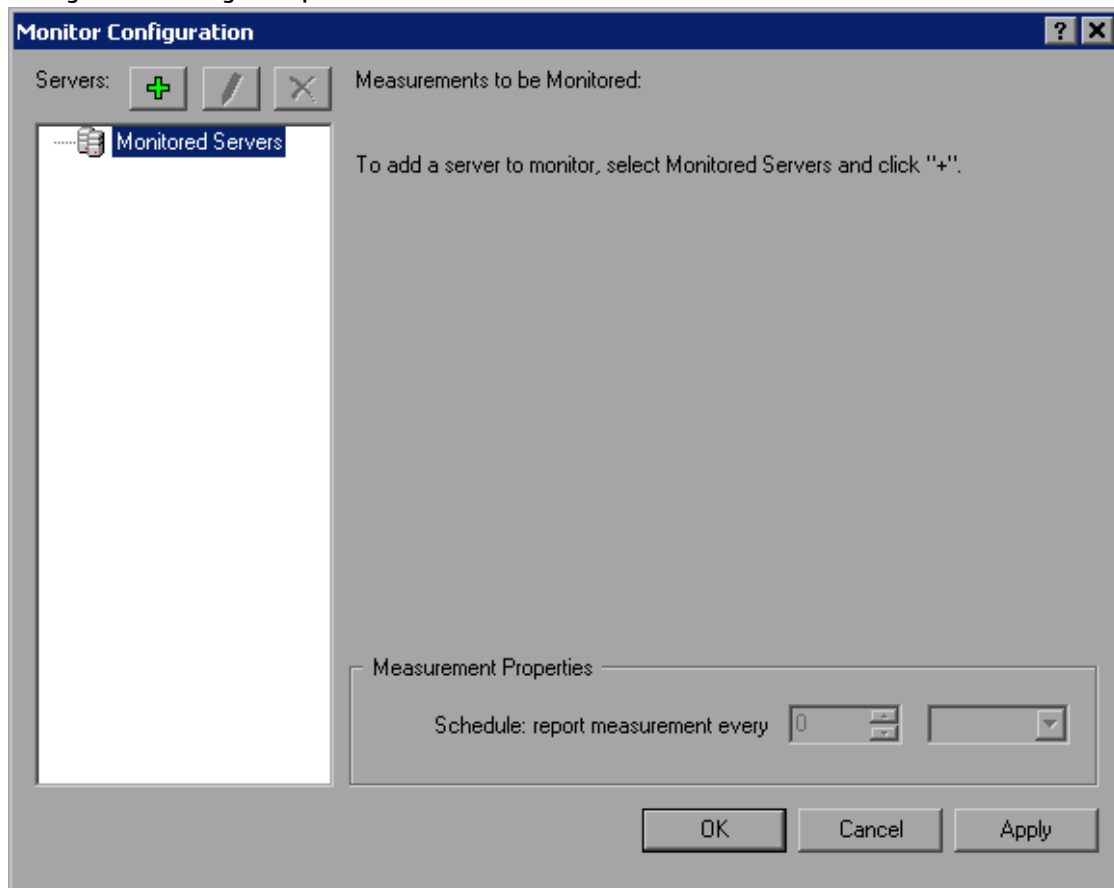 Monitor Configuration
Servers:
Measurements to be Monitored:
Monitored Servers
To add a server to monitor, select Monitored Servers and click "+".
Measurement Properties
Schedule: report measurement every 0
OK Cancel Apply